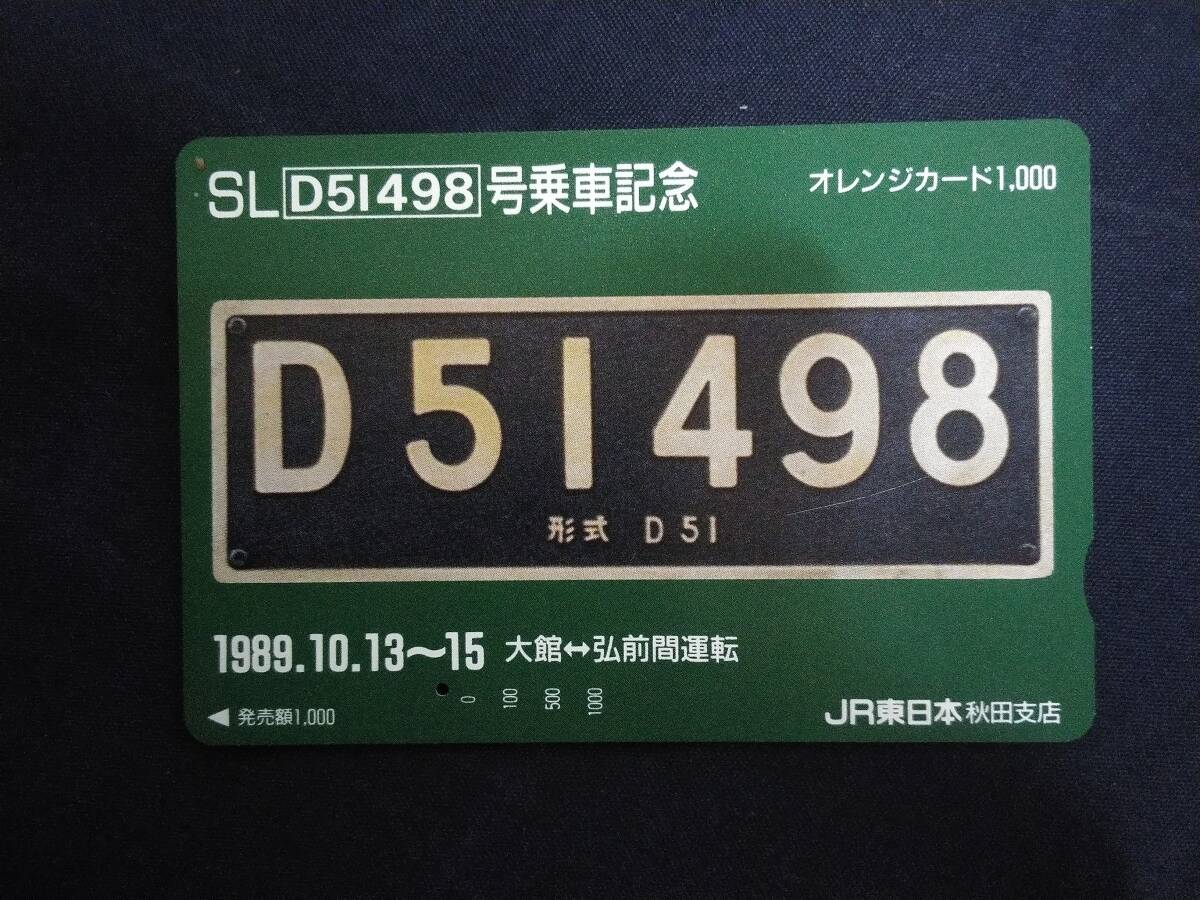 SL D51498 号乗車記念
オレンジカード1,000
D51498
形式 D51
1989.10.13〜15 大館↔弘前間運転
0 100 500 1000
◀ 発売額1,000
JR東日本 秋田支店